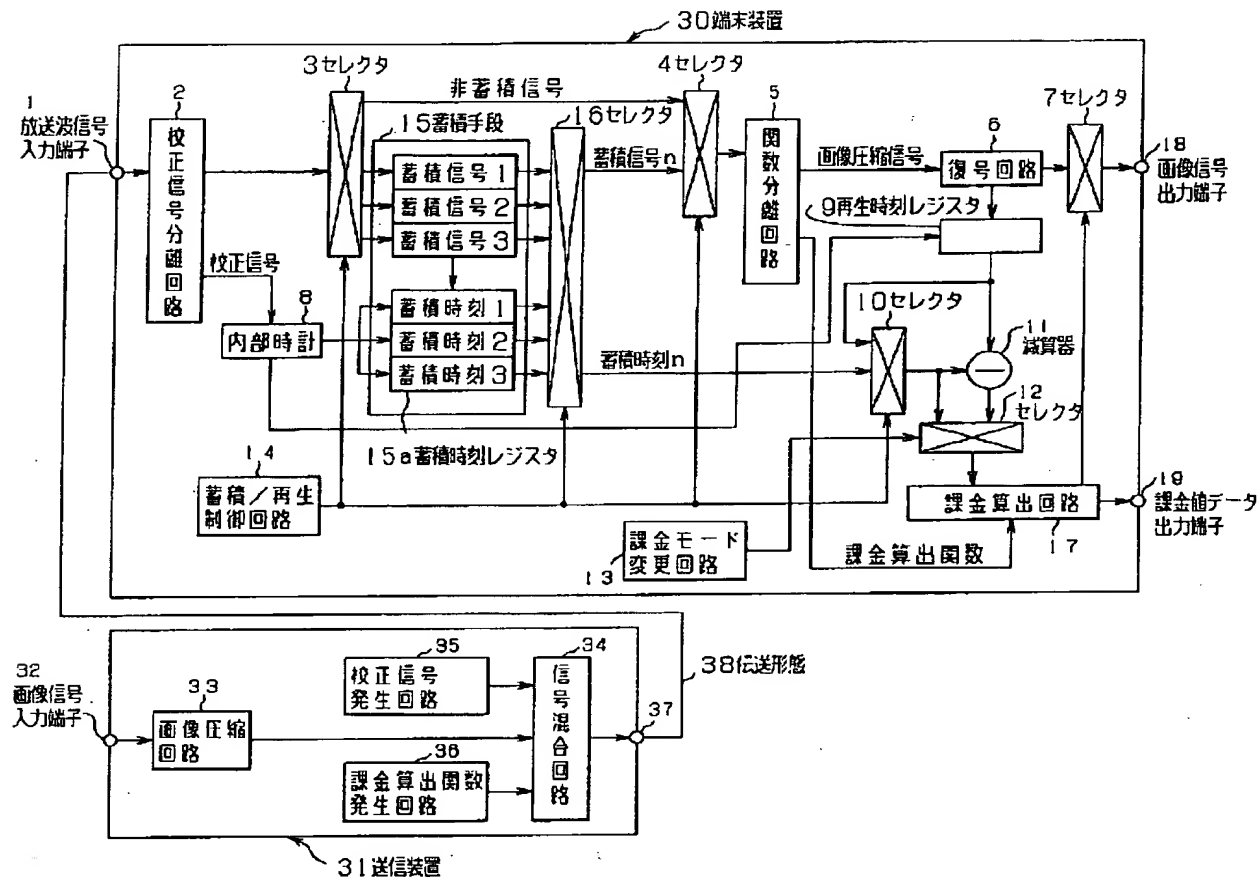 30端末装置
3セレクタ
4セレクタ
7セレクタ
1
放送波信号
入力端子
2
校正信号分離回路
非蓄積信号
15蓄積手段
16セレクタ
5
関数分離回路
6
復号回路
18
画像信号
出力端子
蓄積信号1
蓄積信号2
蓄積信号3
蓄積信号n
画像圧縮信号
9再生時刻レジスタ
校正信号
8
内部時計
蓄積時刻1
蓄積時刻2
蓄積時刻3
蓄積時刻n
10セレクタ
11
減算器
12
セレクタ
15a蓄積時刻レジスタ
14
蓄積/再生
制御回路
課金算出回路
17
19
課金値データ
出力端子
課金モード
変更回路
13
課金算出関数
32
画像信号
入力端子
33
画像圧縮
回路
35
校正信号
発生回路
36
課金算出関数
発生回路
34
信号混合回路
37
38伝送形態
31送信装置